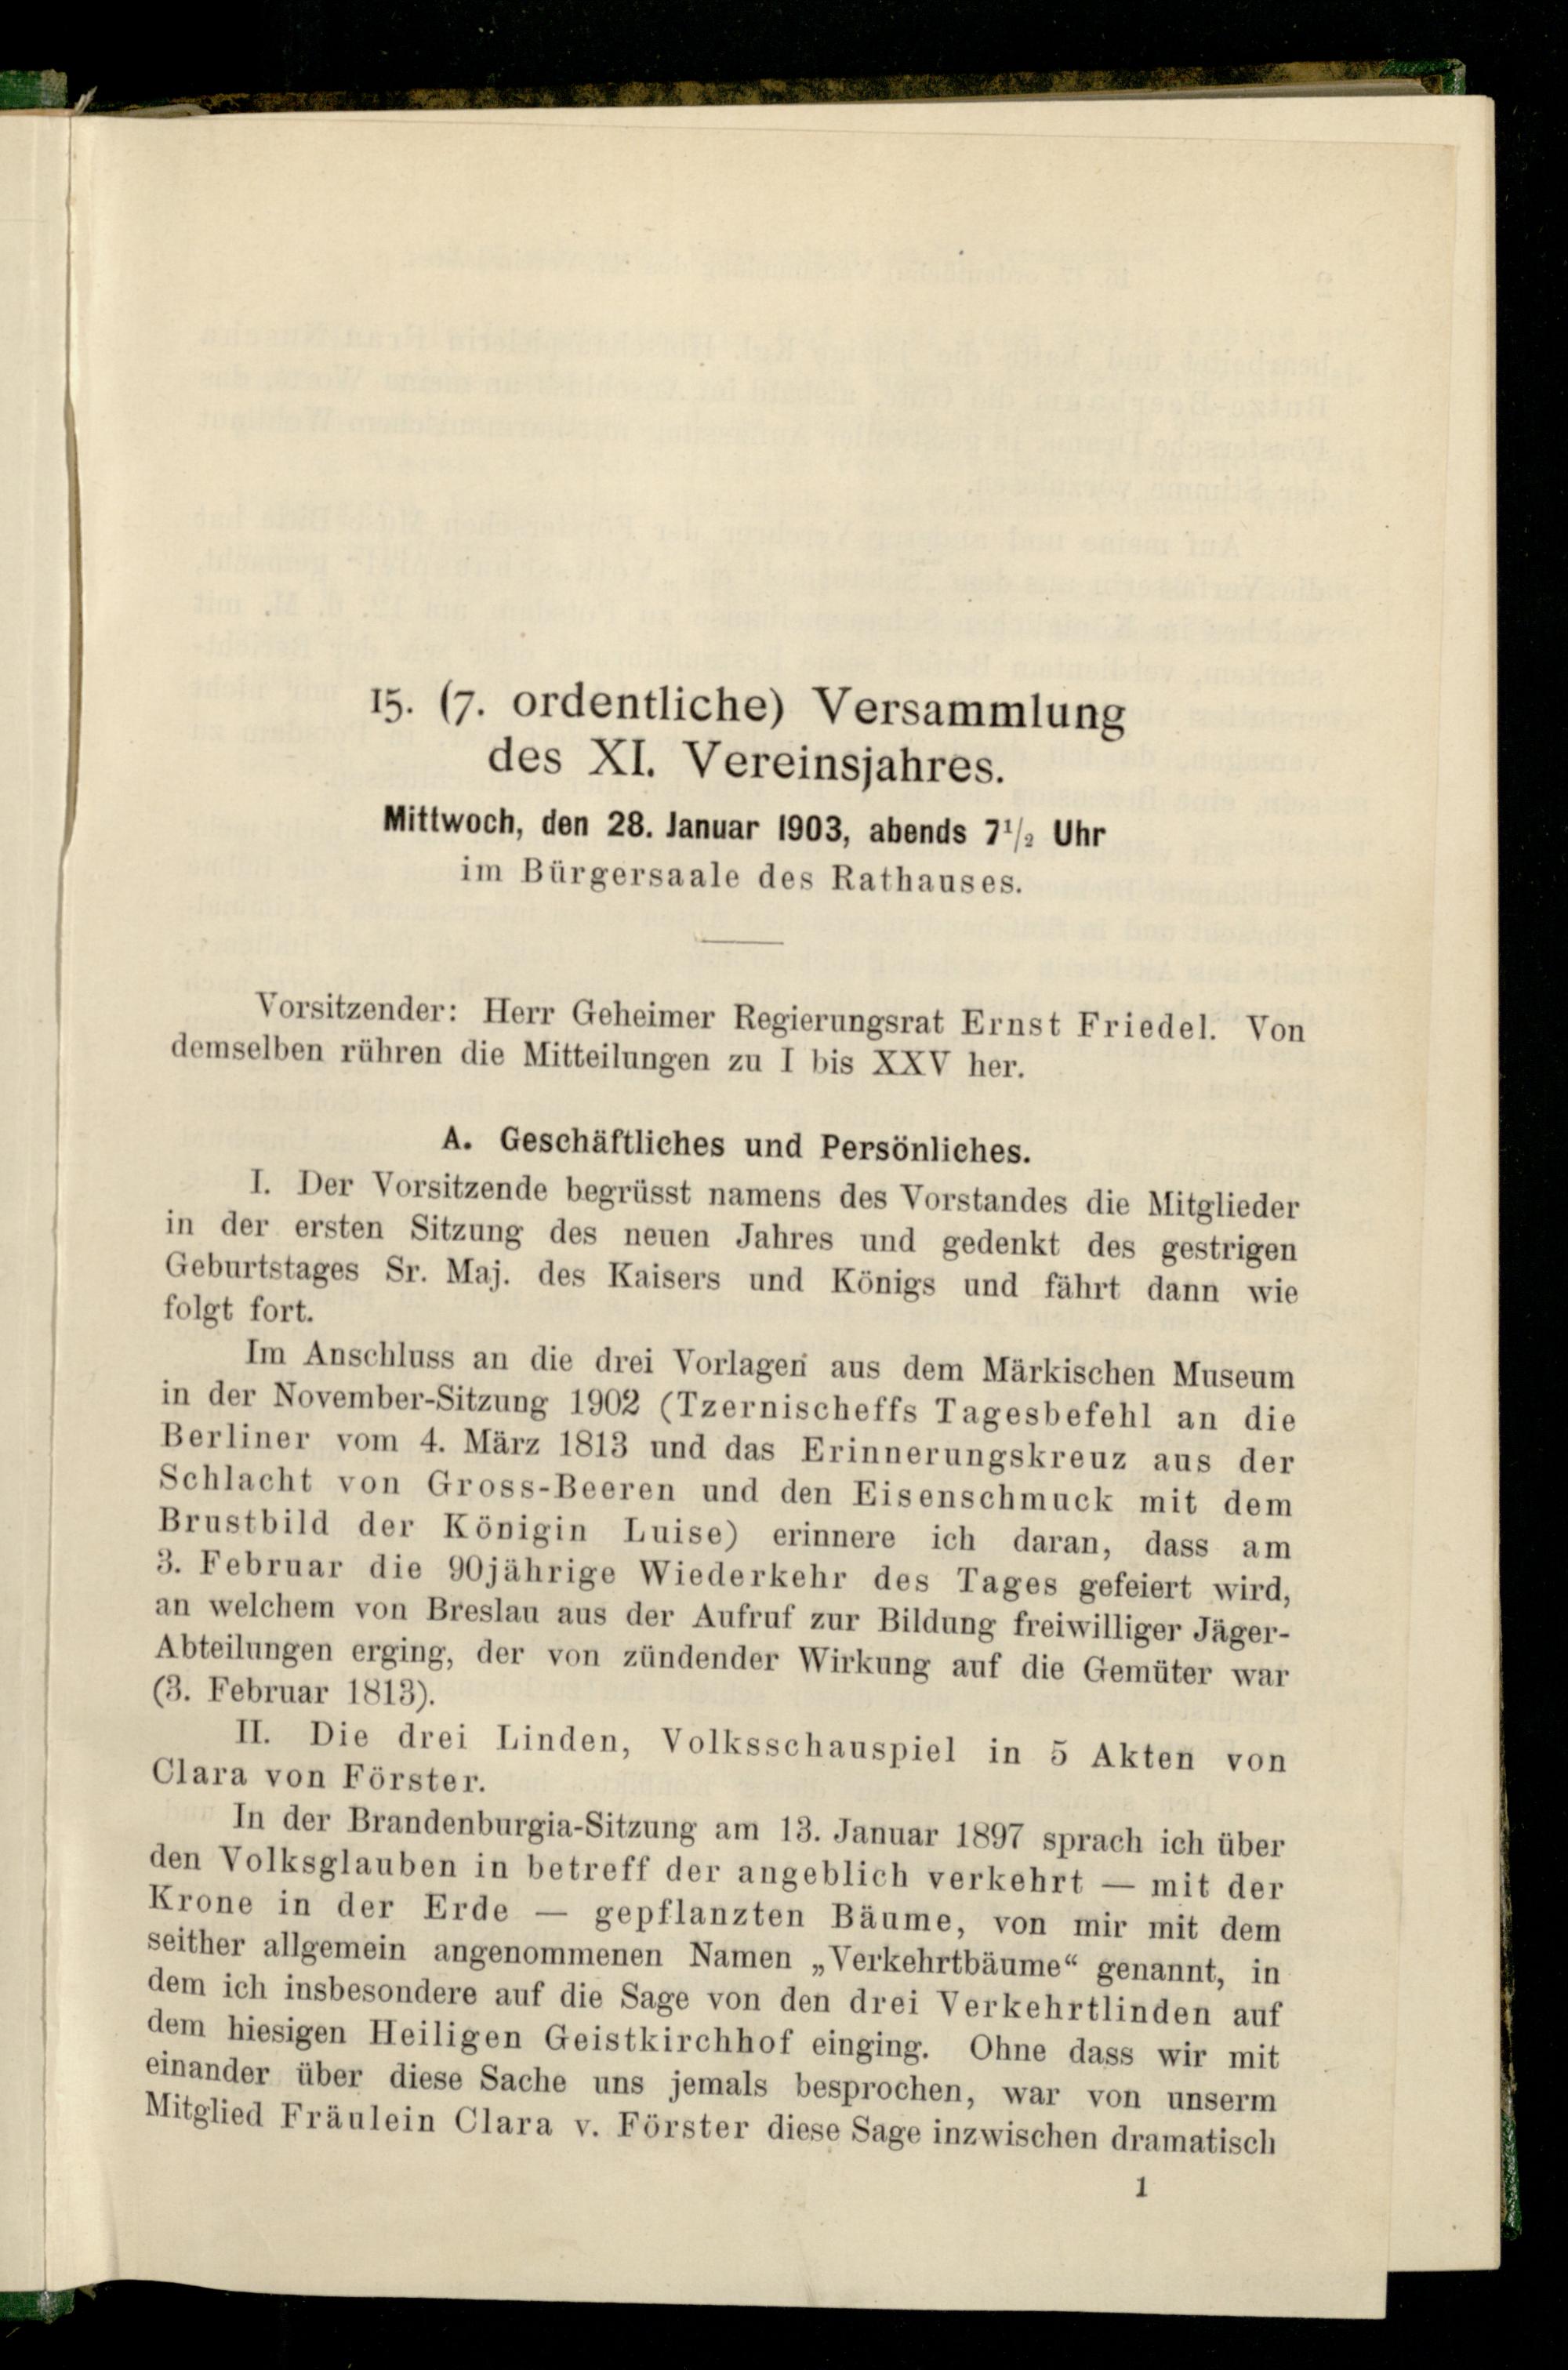 15. (7. ordentliche) Versammlung
des XI. Vereinsjahres.
Mittwoch, den 28. Januar 1903, abends 7½ Uhr
im Bürgersaale des Rathauses.
Vorsitzender: Herr Geheimer Regierungsrat Ernst Friedel. Von
demselben rühren die Mitteilungen zu I bis XXV her.
A. Geschäftliches und Persönliches.
I. Der Vorsitzende begrüsst namens des Vorstandes die Mitglieder
in der ersten Sitzung des neuen Jahres und gedenkt des gestrigen
Geburtstages Sr. Maj. des Kaisers und Königs und fährt dann wie
folgt fort.
Im Anschluss an die drei Vorlagen aus dem Märkischen Museum
in der November-Sitzung 1902 (Tzernischeffs Tagesbefehl an die
Berliner vom 4. März 1813 und das Erinnerungskreuz aus der
Schlacht von Gross-Beeren und den Eisenschmuck mit dem
Brustbild der Königin Luise) erinnere ich daran, dass am
3. Februar die 90jährige Wiederkehr des Tages gefeiert wird,
an welchem von Breslau aus der Aufruf zur Bildung freiwilliger Jäger-
Abteilungen erging, der von zündender Wirkung auf die Gemüter war
(3. Februar 1813).
II. Die drei Linden, Volksschauspiel in 5 Akten von
Clara von Förster.
In der Brandenburgia-Sitzung am 13. Januar 1897 sprach ich über
den Volksglauben in betreff der angeblich verkehrt — mit der
Krone in der Erde — gepflanzten Bäume, von mir mit dem
seither allgemein angenommenen Namen „Verkehrtbäume“ genannt, in
dem ich insbesondere auf die Sage von den drei Verkehrtlinden auf
dem hiesigen Heiligen Geistkirchhof einging. Ohne dass wir mit
einander über diese Sache uns jemals besprochen, war von unserm
Mitglied Fräulein Clara v. Förster diese Sage inzwischen dramatisch
1